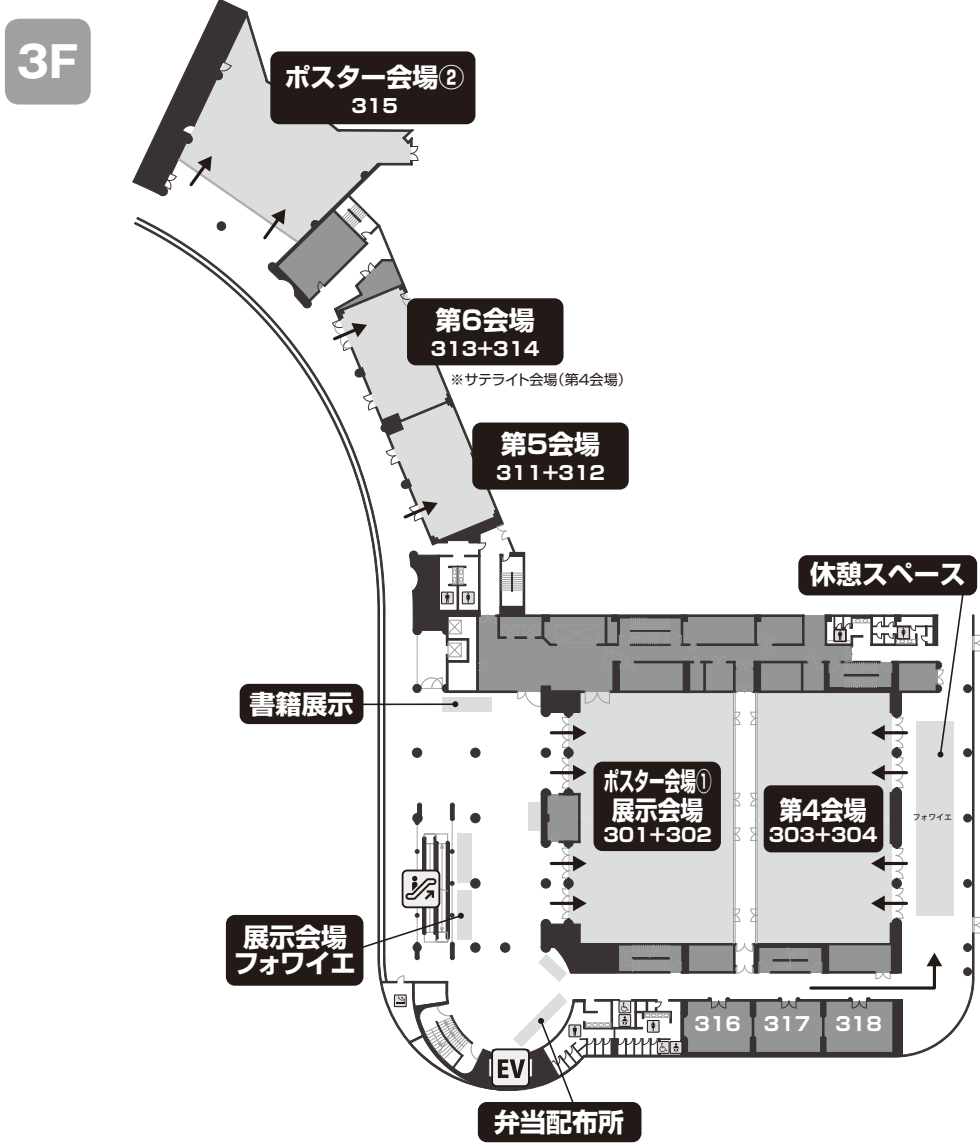 3F
ポスター会場②
315
第6会場
313+314
※サテライト会場(第4会場)
第5会場
311+312
休憩スペース
書籍展示
ポスター会場①
展示会場
301+302
第4会場
303+304
フォワイエ
展示会場
フォワイエ
316
317
318
EV
弁当配布所